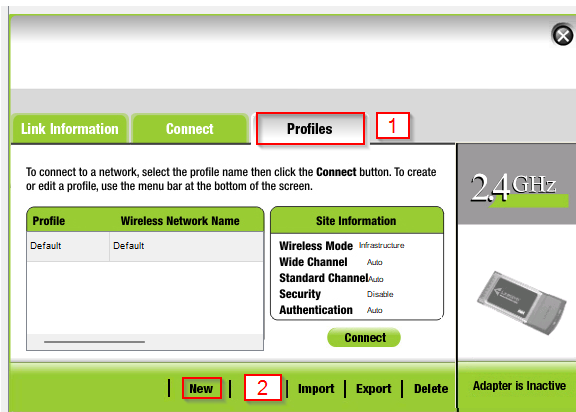 Link Information
Connect
Profiles
1
To connect to a network, select the profile name then click the Connect button. To create
or edit a profile, use the menu bar at the bottom of the screen.
Profile Wireless Network Name
Default Default
Site Information
Wireless Mode Infrastructure
Wide Channel Auto
Standard Channel Auto
Security Disable
Authentication Auto
Connect
2.4GHz
New
2
Import
Export
Delete
Adapter is Inactive